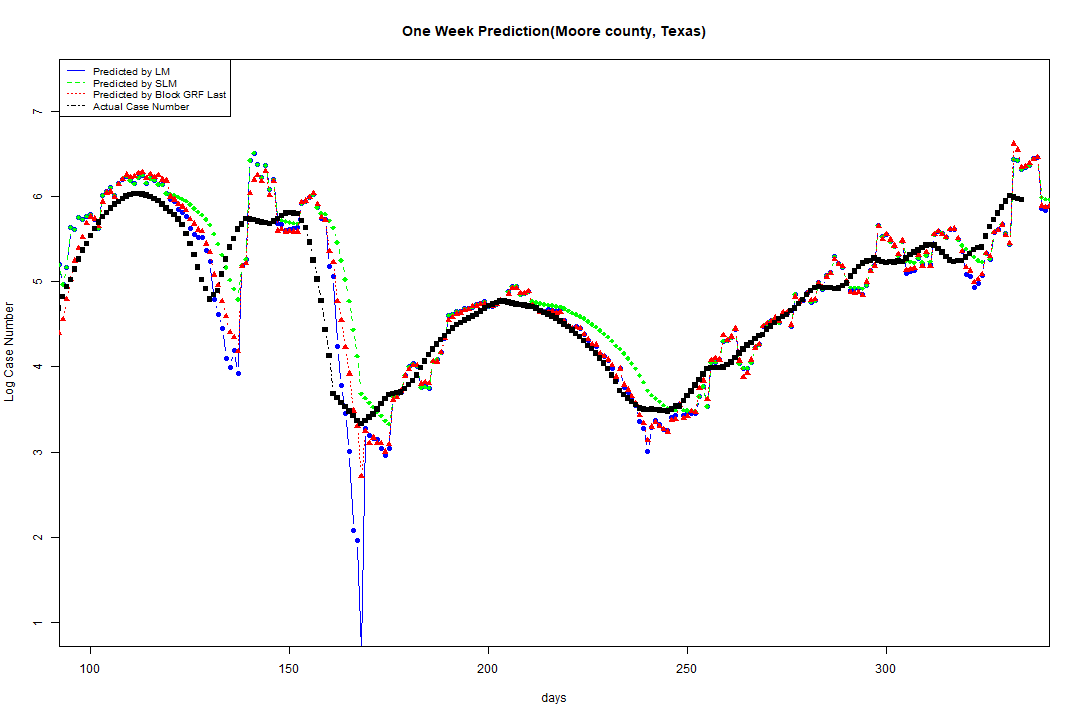 One Week Prediction(Moore county, Texas)
Predicted by LM
Predicted by SLM
Predicted by Block GRF Last
Actual Case Number
Log Case Number
7
6
5
4
3
2
1
100 150 200 250 300
days